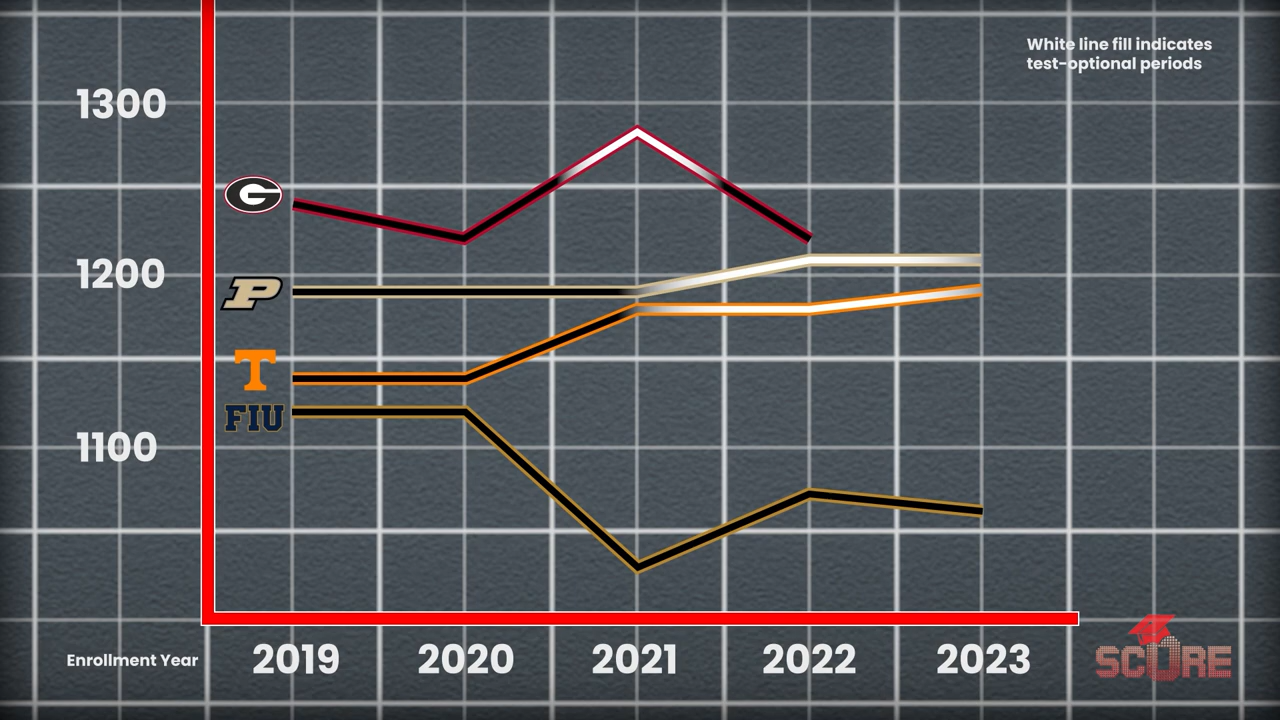 White line fill indicates
test-optional periods
1300
G
1200
P
T
FIU
1100
Enrollment Year 2019 2020 2021 2022 2023
SCORE